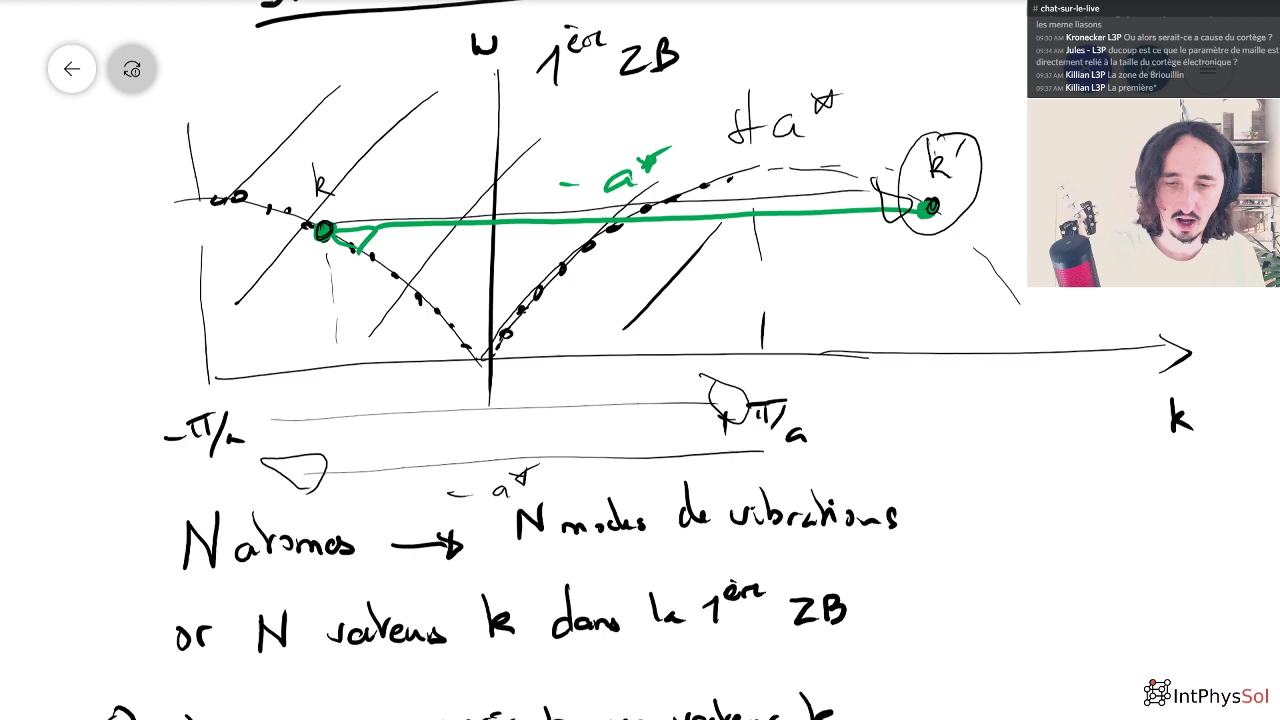 # chat-sur-le-live
les meme liasons
09:30 AM Kronecker L3P Ou alors serait-ce a cause du cortège ?
09:34 AM Jules - L3P ducoup est ce que le paramètre de maille est
directement relié à la taille du cortège électronique ?
09:37 AM Killian L3P La zone de Briouillin
09:37 AM Killian L3P La première*
ω 1ère ZB
+ a*
k
- a*
k'
-π/a
π/a
k
- a*
N atomes → N modes de vibrations
or N valeurs k dans la 1ère ZB
IntPhysSol